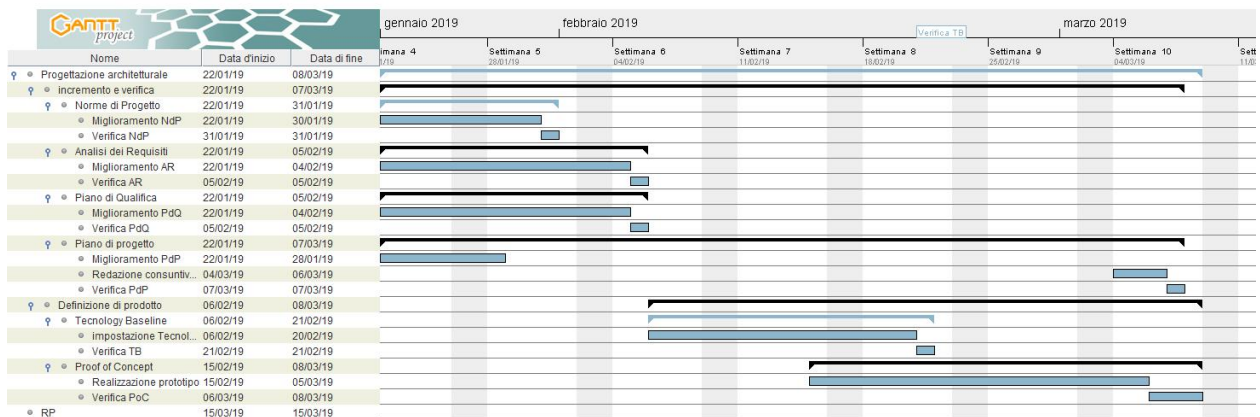 GANTT project
gennaio 2019 febbraio 2019 marzo 2019
Verifica TB
Nome Data d'inizio Data di fine
imana 4 Settimana 5 Settimana 6 Settimana 7 Settimana 8 Settimana 9 Settimana 10 Sett
1/19 28/01/19 04/02/19 11/02/19 18/02/19 25/02/19 04/03/19 11/03
Progettazione architetturale 22/01/19 08/03/19
incremento e verifica 22/01/19 07/03/19
Norme di Progetto 22/01/19 31/01/19
Miglioramento NdP 22/01/19 30/01/19
Verifica NdP 31/01/19 31/01/19
Analisi dei Requisiti 22/01/19 05/02/19
Miglioramento AR 22/01/19 04/02/19
Verifica AR 05/02/19 05/02/19
Piano di Qualifica 22/01/19 05/02/19
Miglioramento PdQ 22/01/19 04/02/19
Verifica PdQ 05/02/19 05/02/19
Piano di progetto 22/01/19 07/03/19
Miglioramento PdP 22/01/19 28/01/19
Redazione consuntiv... 04/03/19 06/03/19
Verifica PdP 07/03/19 07/03/19
Definizione di prodotto 06/02/19 08/03/19
Tecnology Baseline 06/02/19 21/02/19
impostazione Tecnol... 06/02/19 20/02/19
Verifica TB 21/02/19 21/02/19
Proof of Concept 15/02/19 08/03/19
Realizzazione prototipo 15/02/19 05/03/19
Verifica PoC 06/03/19 08/03/19
RP 15/03/19 15/03/19